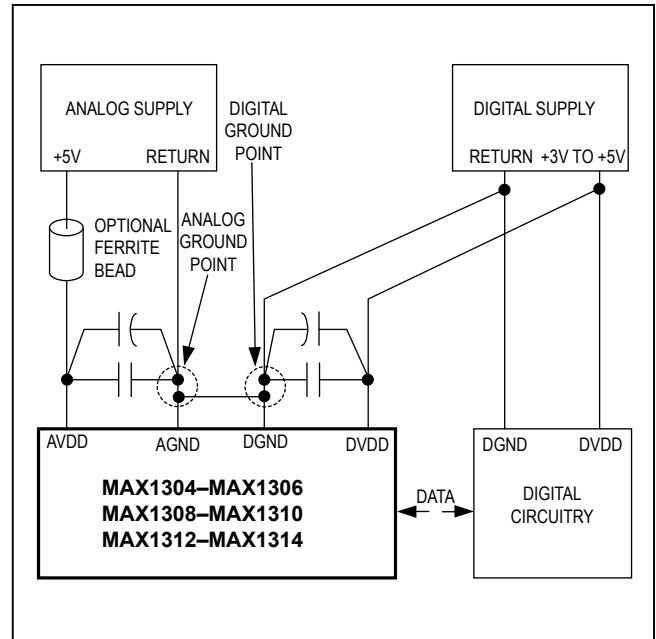 ANALOG SUPPLY
+5V
RETURN
DIGITAL
GROUND
POINT
DIGITAL SUPPLY
RETURN
+3V TO +5V
OPTIONAL
FERRITE
BEAD
ANALOG
GROUND
POINT
AVDD
AGND
DGND
DVDD
MAX1304–MAX1306
MAX1308–MAX1310
MAX1312–MAX1314
DATA
DGND
DVDD
DIGITAL
CIRCUITRY